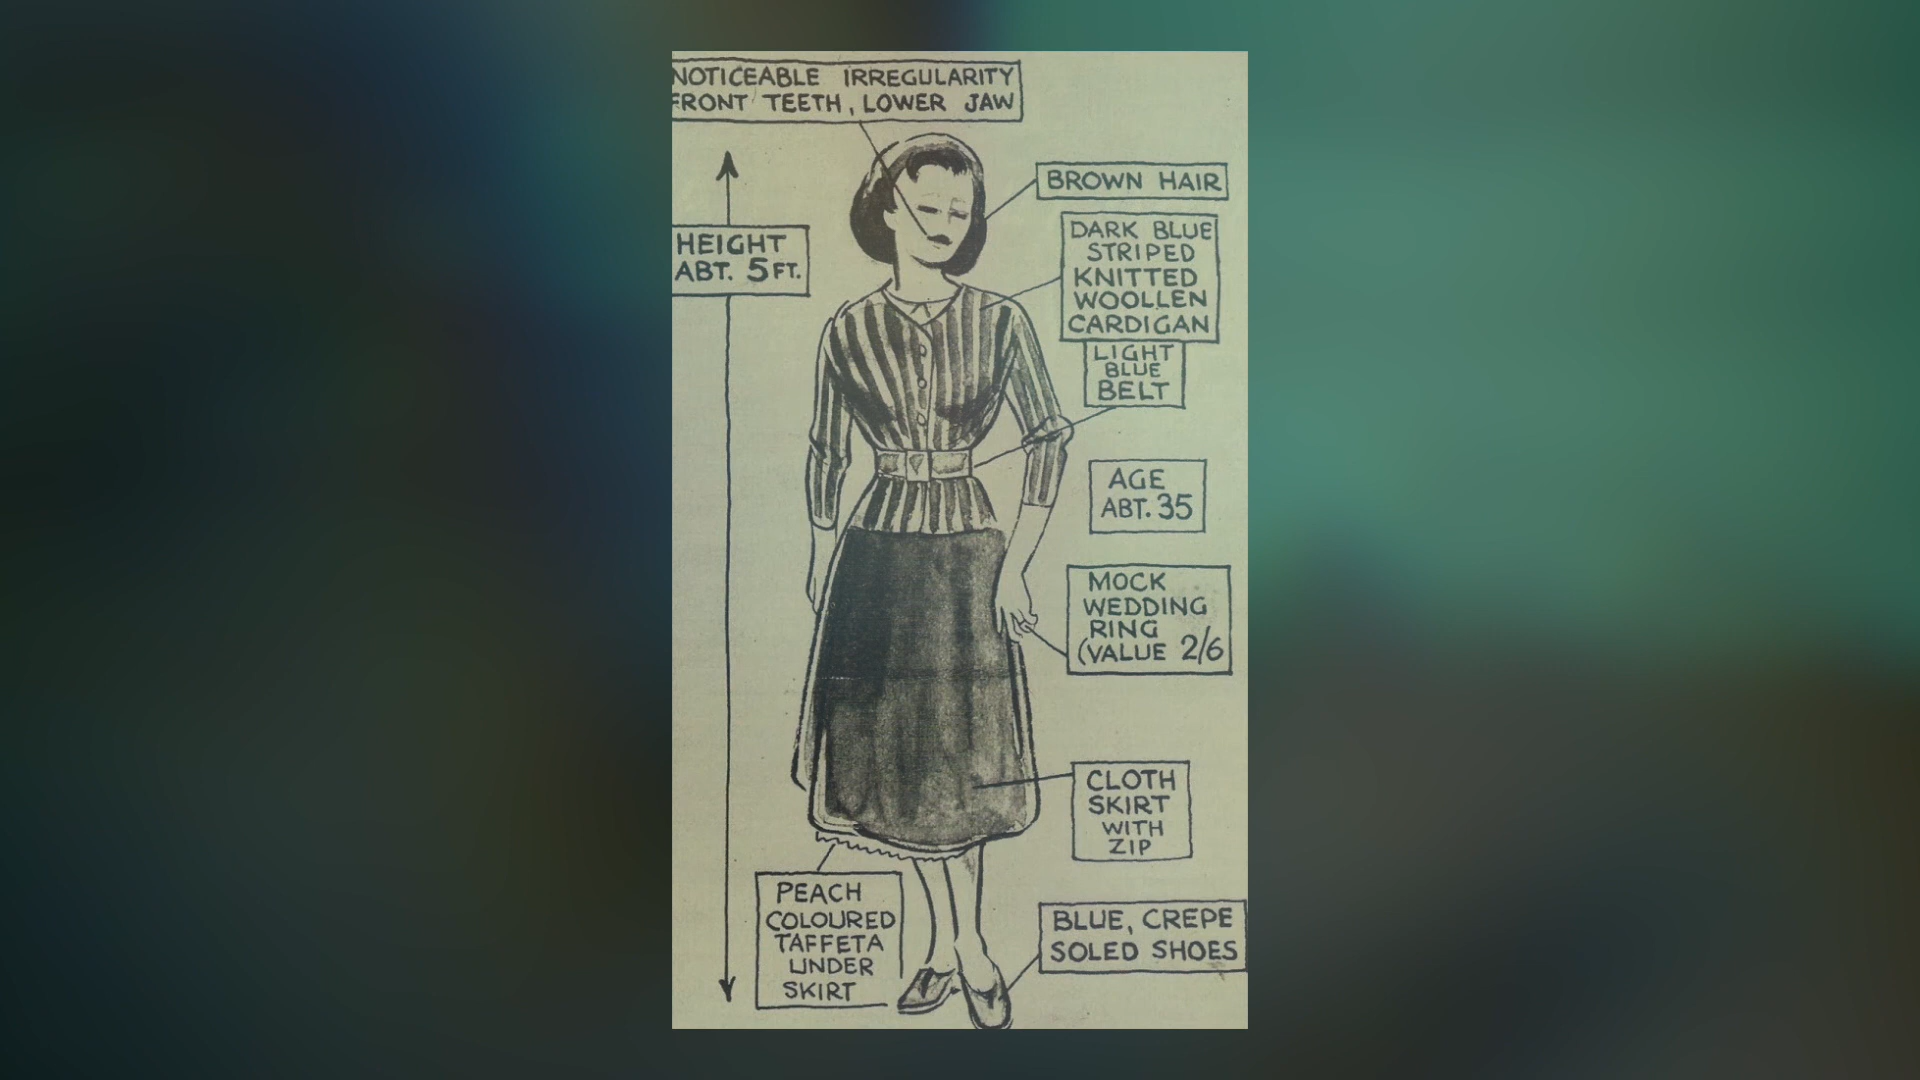 NOTICEABLE IRREGULARITY
FRONT TEETH, LOWER JAW
BROWN HAIR
HEIGHT
ABT. 5FT.
DARK BLUE
STRIPED
KNITTED
WOOLLEN
CARDIGAN
LIGHT
BLUE
BELT
AGE
ABT. 35
MOCK
WEDDING
RING
(VALUE 2/6
CLOTH
SKIRT
WITH
ZIP
PEACH
COLOURED
TAFFETA
UNDER
SKIRT
BLUE, CREPE
SOLED SHOES